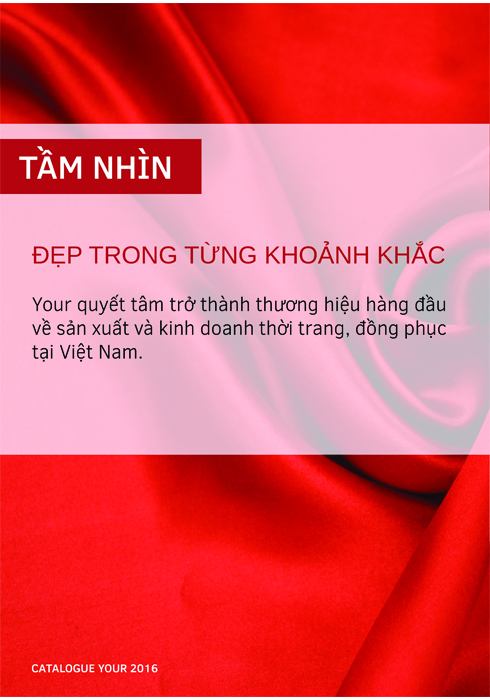 TẦM NHÌN
ĐẸP TRONG TỪNG KHOẢNH KHẮC
Your quyết tâm trở thành thương hiệu hàng đầu
về sản xuất và kinh doanh thời trang, đồng phục
tại Việt Nam.
CATALOGUE YOUR 2016